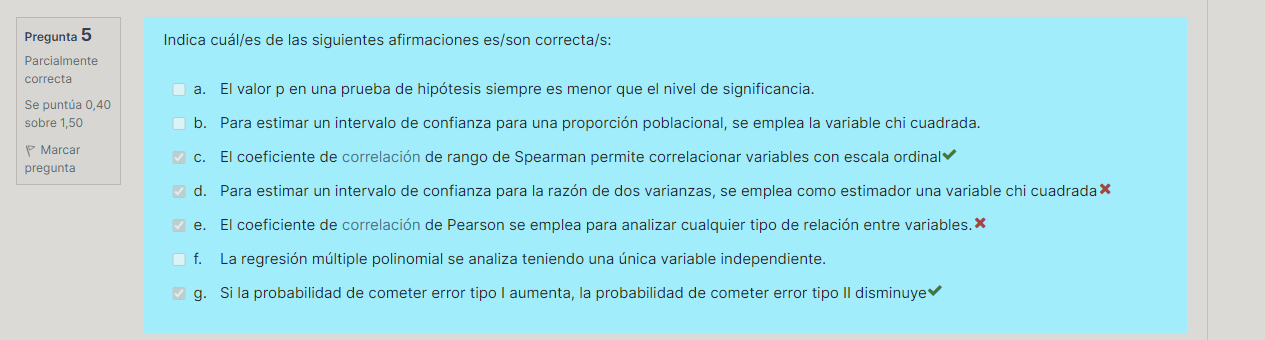 Pregunta 5
Parcialmente
correcta
Se puntúa 0,40
sobre 1,50
Marcar
pregunta
Indica cuál/es de las siguientes afirmaciones es/son correcta/s:
a. El valor p en una prueba de hipótesis siempre es menor que el nivel de significancia.
b. Para estimar un intervalo de confianza para una proporción poblacional, se emplea la variable chi cuadrada.
c. El coeficiente de correlación de rango de Spearman permite correlacionar variables con escala ordinal
d. Para estimar un intervalo de confianza para la razón de dos varianzas, se emplea como estimador una variable chi cuadrada
e. El coeficiente de correlación de Pearson se emplea para analizar cualquier tipo de relación entre variables.
f. La regresión múltiple polinomial se analiza teniendo una única variable independiente.
g. Si la probabilidad de cometer error tipo I aumenta, la probabilidad de cometer error tipo II disminuye